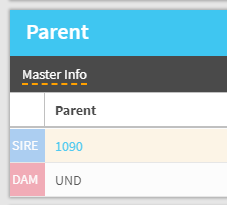 Parent
Master Info
Parent
SIRE 1090
DAM UND